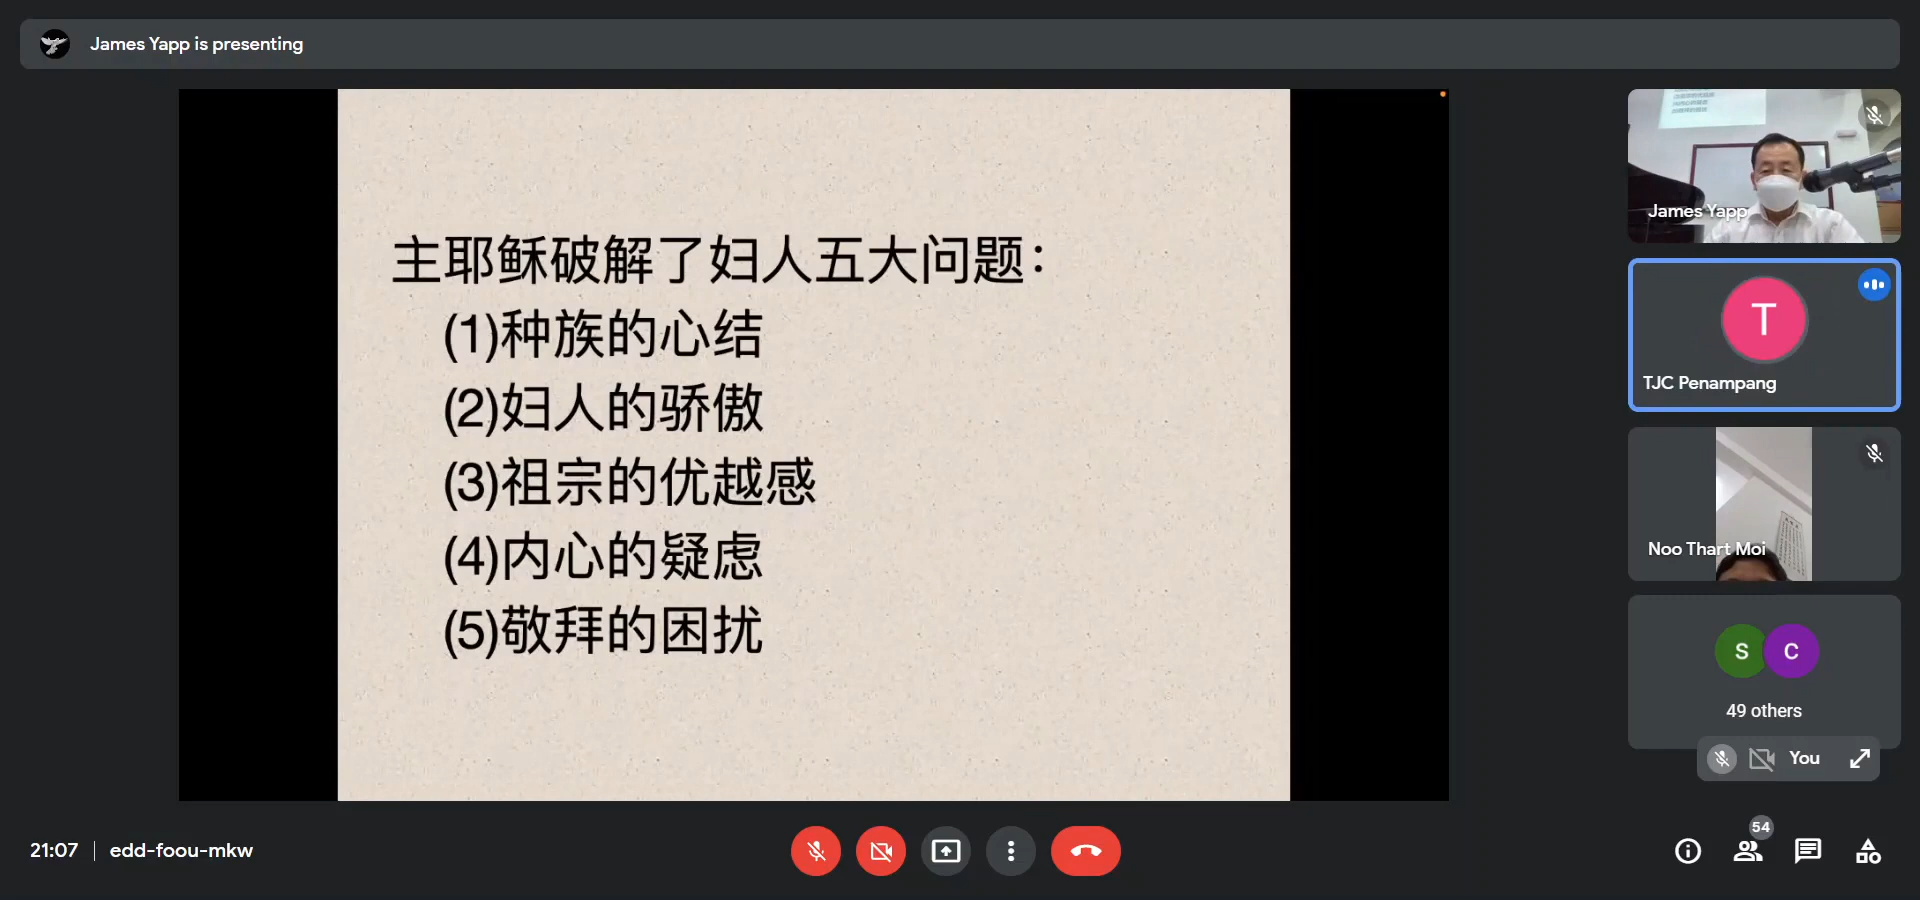 James Yapp is presenting
主耶稣破解了妇人五大问题：
(1)种族的心结
(2)妇人的骄傲
(3)祖宗的优越感
(4)内心的疑虑
(5)敬拜的困扰
James Yapp
T
TJC Penampang
Noo Thart Moi
S C
49 others
You
21:07 | edd-foou-mkw
54